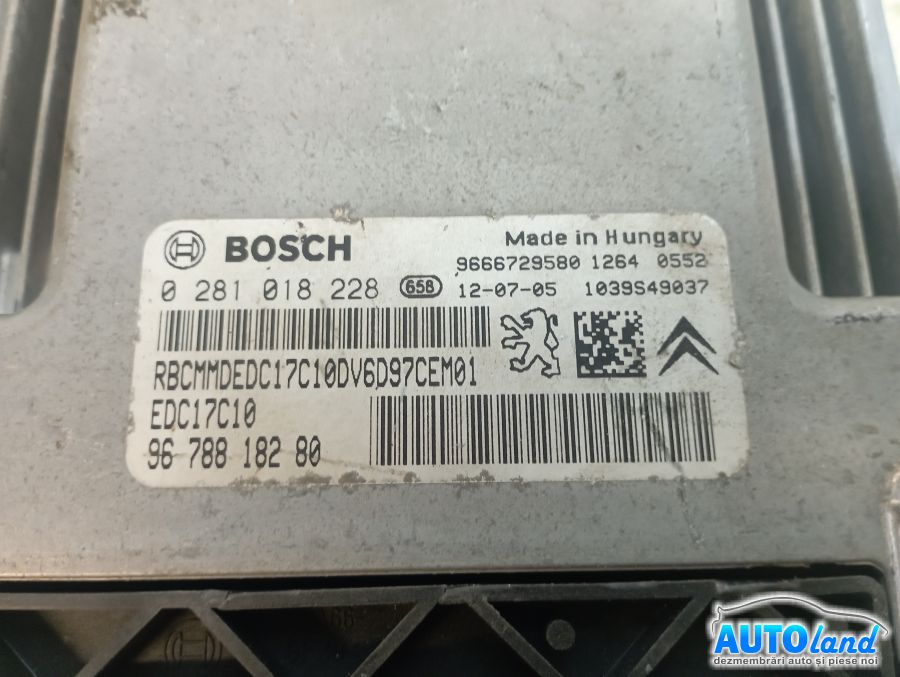 BOSCH
Made in Hungary
9666729580 1264 0552
0 281 018 228 658 12-07-05 1039S49037
RBCMMDEDC17C10DV6D97CEM01
EDC17C10
96 788 182 80
AUTOland
dezmembrări auto și piese noi